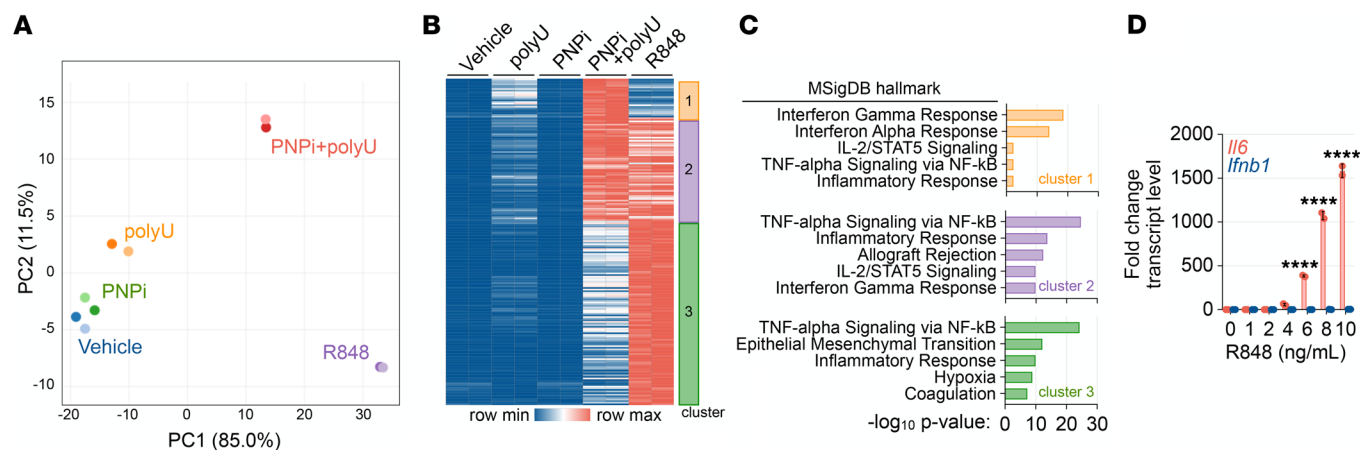 A
PC2 (11.5%)
15
10
5
0
-5
-10
PNPi+polyU
polyU
PNPi
Vehicle
R848
-20
-10
0
10
20
30
PC1 (85.0%)
B
Vehicle
polyU
PNPi
PNPi
+polyU
R848
1
2
3
row min
row max
cluster
C
MSigDB hallmark
Interferon Gamma Response
Interferon Alpha Response
IL-2/STAT5 Signaling
TNF-alpha Signaling via NF-kB
Inflammatory Response
cluster 1
TNF-alpha Signaling via NF-kB
Inflammatory Response
Allograft Rejection
IL-2/STAT5 Signaling
Interferon Gamma Response
cluster 2
TNF-alpha Signaling via NF-kB
Epithelial Mesenchymal Transition
Inflammatory Response
Hypoxia
Coagulation
cluster 3
-log₁₀ p-value: 0 10 20 30
D
Fold change
transcript level
2000
1500
1000
500
0
Il6
Ifnb1
****
****
****
0 1 2 4 6 8 10
R848 (ng/mL)